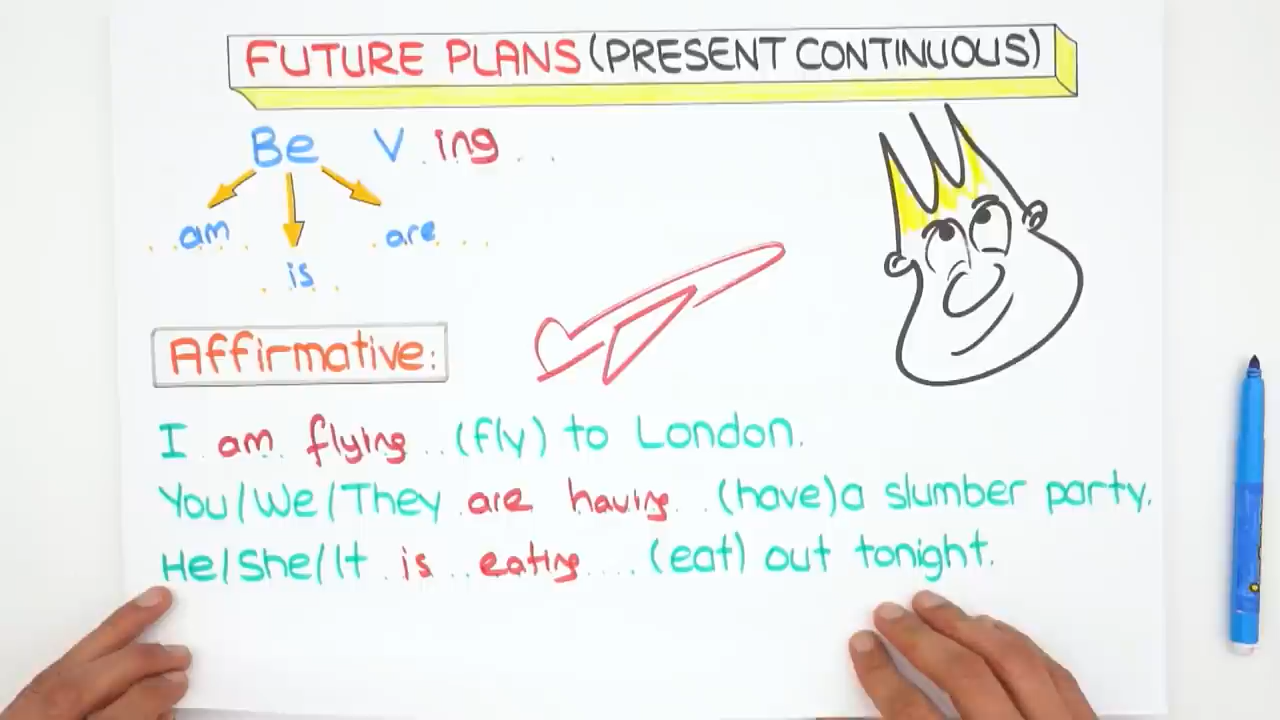 FUTURE PLANS (PRESENT CONTINUOUS)
Be V ing
am is are
Affirmative:
I am flying (fly) to London.
You/We/They are having (have) a slumber party.
He/She/It is eating (eat) out tonight.